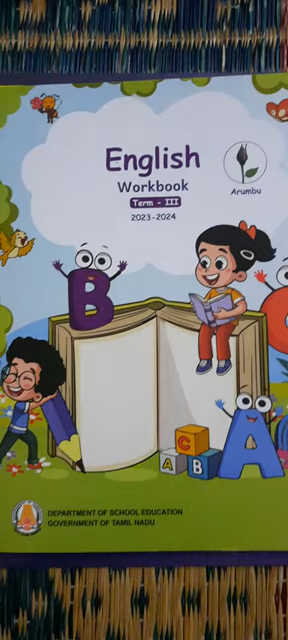 English
Workbook
Term - III
2023-2024
Arumbu
B
C
A
C
A
B
DEPARTMENT OF SCHOOL EDUCATION
GOVERNMENT OF TAMIL NADU